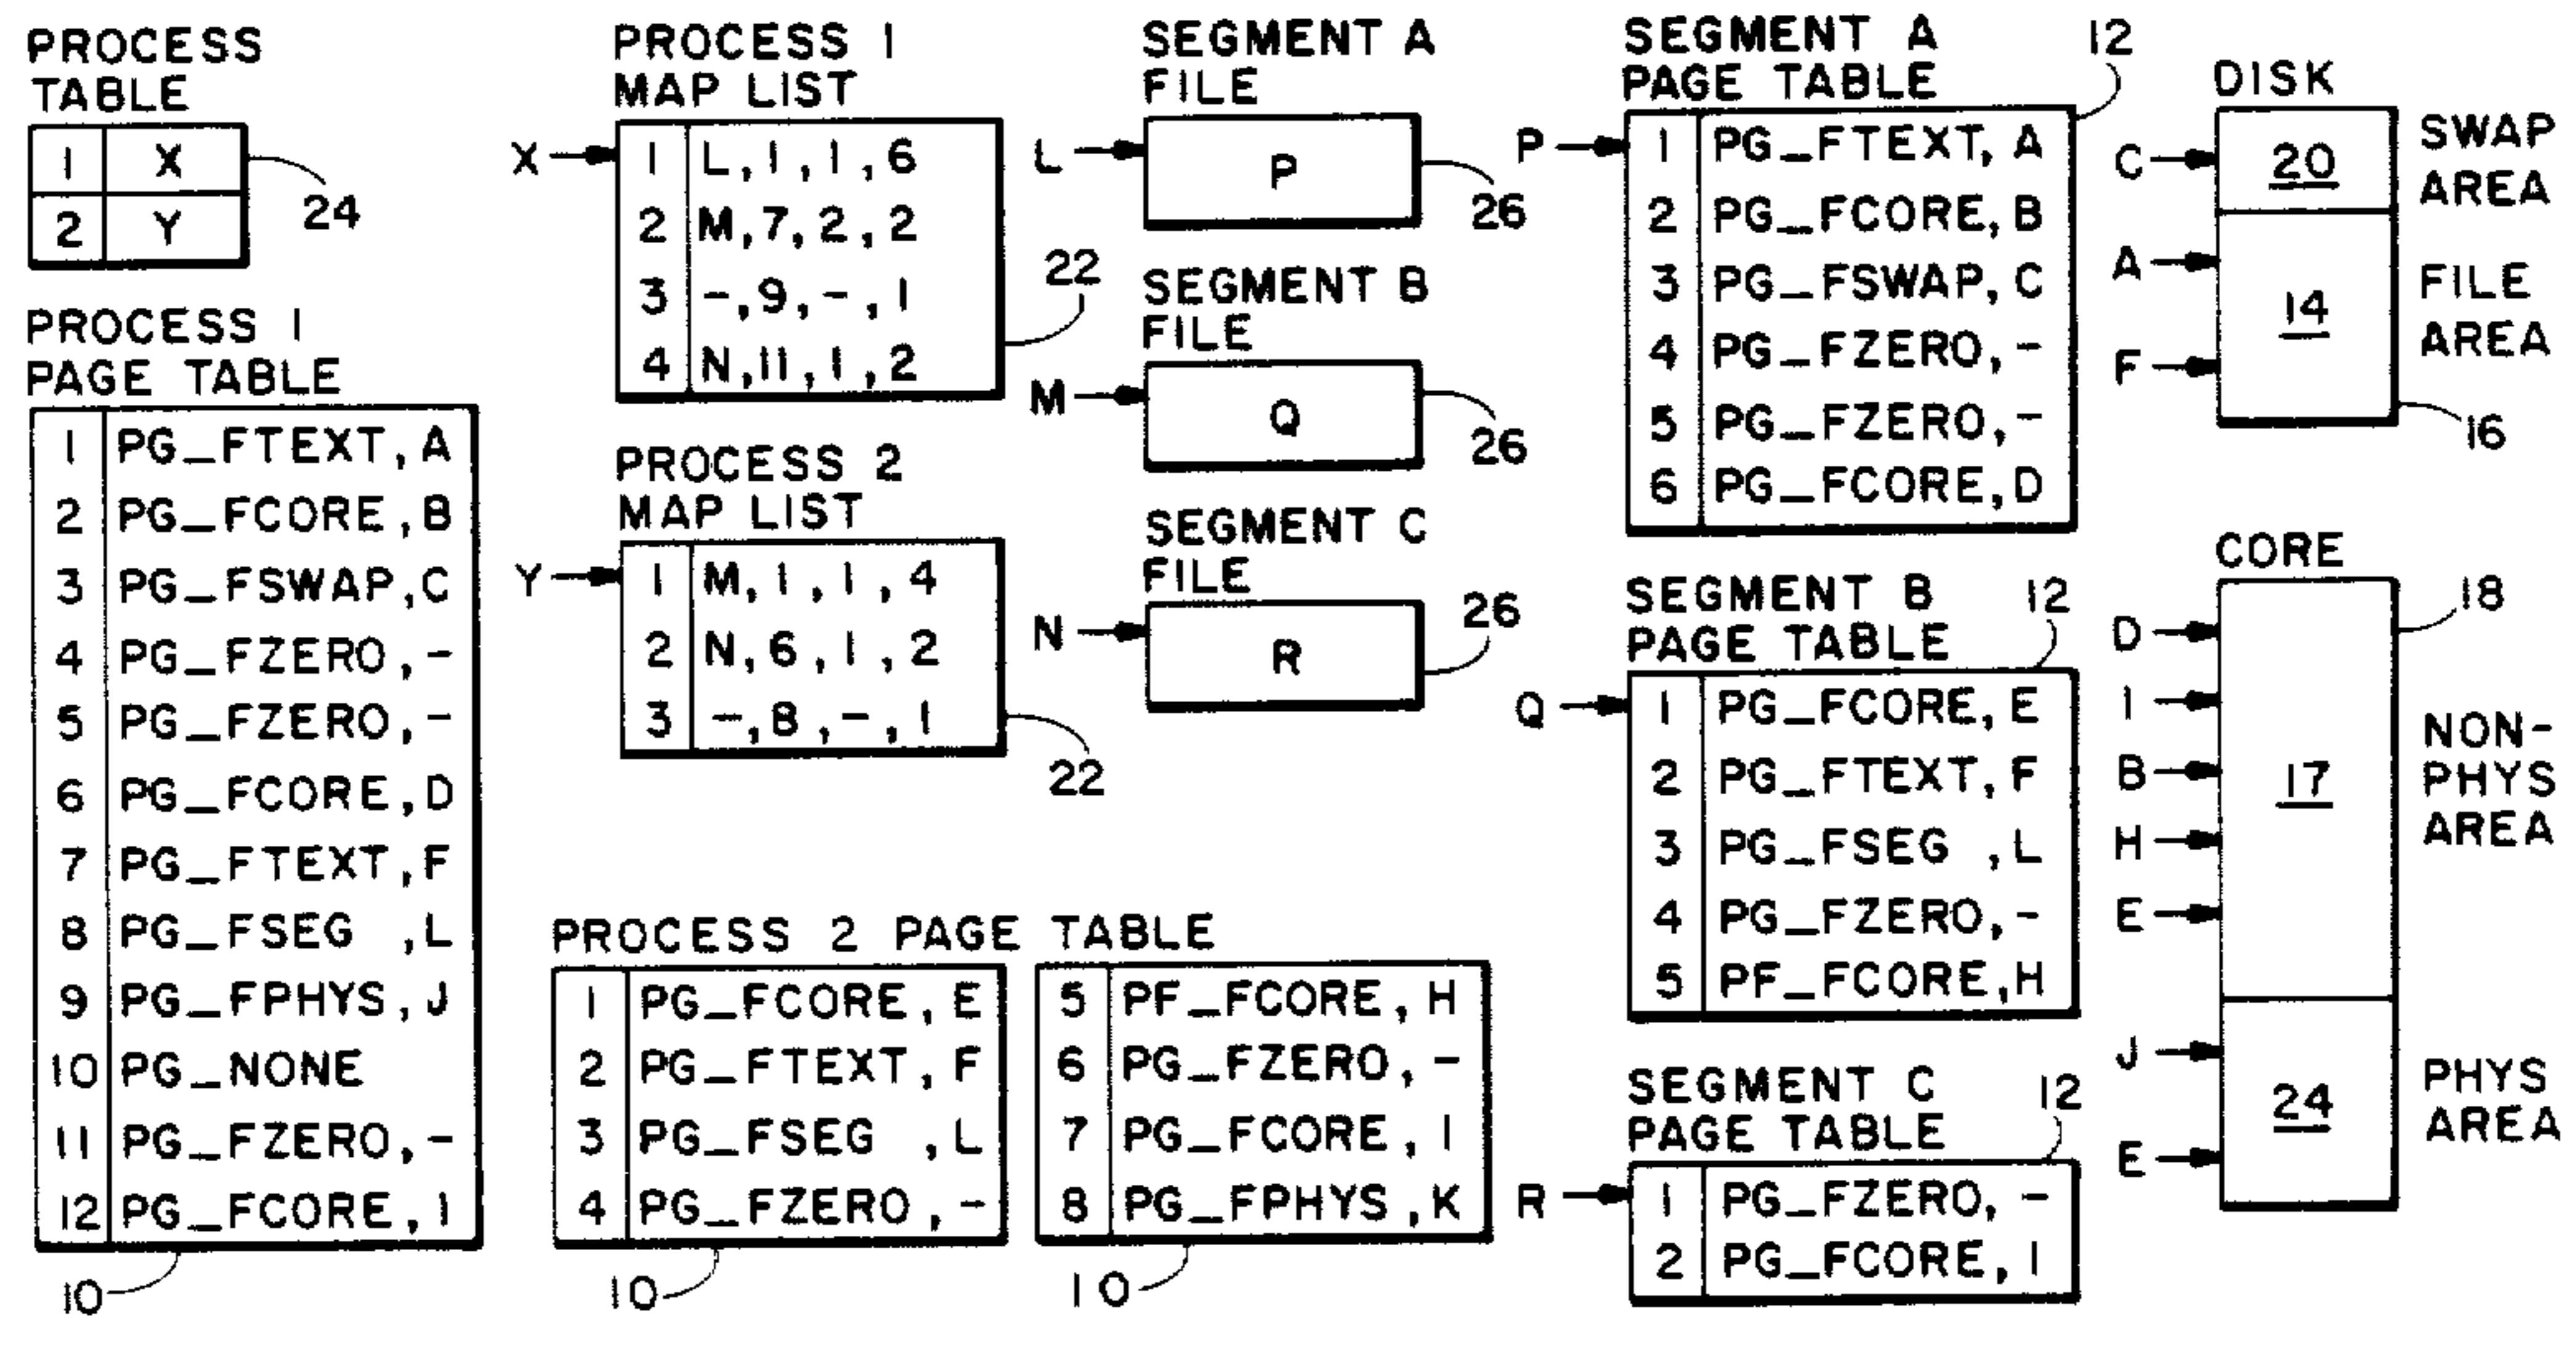 PROCESS
TABLE
1 X
2 Y
24
PROCESS 1
PAGE TABLE
1 PG_FTEXT, A
2 PG_FCORE, B
3 PG_FSWAP, C
4 PG_FZERO, -
5 PG_FZERO, -
6 PG_FCORE, D
7 PG_FTEXT, F
8 PG_FSEG , L
9 PG_FPHYS, J
10 PG_NONE
11 PG_FZERO, -
12 PG_FCORE, I
10
PROCESS 1
MAP LIST
X
1 L, 1, 1, 6
2 M, 7, 2, 2
3 -, 9, -, 1
4 N, 11, 1, 2
22
PROCESS 2
MAP LIST
Y
1 M, 1, 1, 4
2 N, 6, 1, 2
3 -, 8, -, 1
22
SEGMENT A
FILE
L
P
26
SEGMENT B
FILE
M
Q
26
SEGMENT C
FILE
N
R
26
PROCESS 2 PAGE TABLE
1 PG_FCORE, E
2 PG_FTEXT, F
3 PG_FSEG , L
4 PG_FZERO, -
10
5 PF_FCORE, H
6 PG_FZERO, -
7 PG_FCORE, I
8 PG_FPHYS, K
10
SEGMENT A
PAGE TABLE
12
P
1 PG_FTEXT, A
2 PG_FCORE, B
3 PG_FSWAP, C
4 PG_FZERO, -
5 PG_FZERO, -
6 PG_FCORE, D
SEGMENT B
PAGE TABLE
12
Q
1 PG_FCORE, E
2 PG_FTEXT, F
3 PG_FSEG , L
4 PG_FZERO, -
5 PF_FCORE, H
SEGMENT C
PAGE TABLE
12
R
1 PG_FZERO, -
2 PG_FCORE, I
DISK
C
20
SWAP
AREA
A
F
14
FILE
AREA
16
CORE
18
D
I
B
H
E
17
NON-
PHYS
AREA
J
E
24
PHYS
AREA